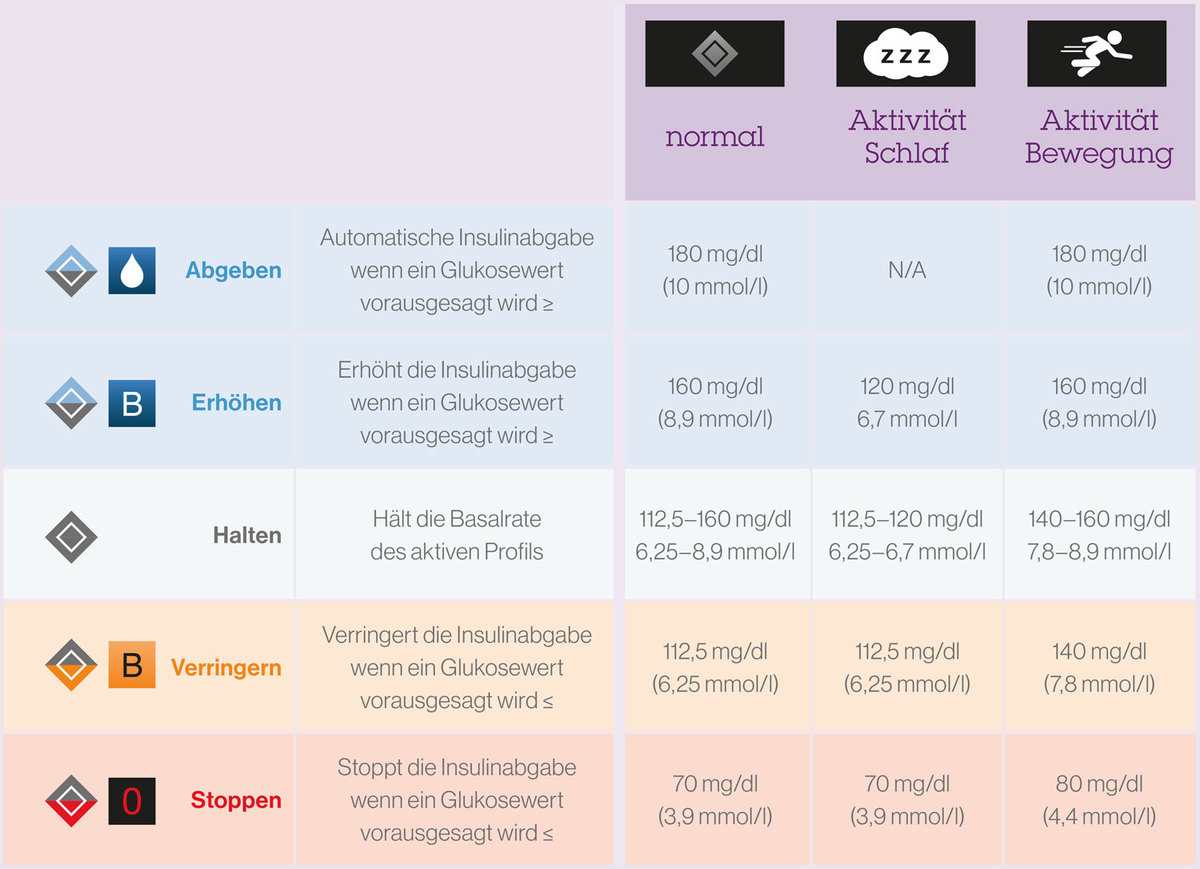 z z z
normal
Aktivität
Schlaf
Aktivität
Bewegung
Abgeben
Automatische Insulinabgabe
wenn ein Glukosewert
vorausgesagt wird ≥
180 mg/dl
(10 mmol/l)
N/A
180 mg/dl
(10 mmol/l)
B
Erhöhen
Erhöht die Insulinabgabe
wenn ein Glukosewert
vorausgesagt wird ≥
160 mg/dl
(8,9 mmol/l)
120 mg/dl
6,7 mmol/l
160 mg/dl
(8,9 mmol/l)
Halten
Hält die Basalrate
des aktiven Profils
112,5–160 mg/dl
6,25–8,9 mmol/l
112,5–120 mg/dl
6,25–6,7 mmol/l
140–160 mg/dl
7,8–8,9 mmol/l
B
Verringern
Verringert die Insulinabgabe
wenn ein Glukosewert
vorausgesagt wird ≤
112,5 mg/dl
(6,25 mmol/l)
112,5 mg/dl
(6,25 mmol/l)
140 mg/dl
(7,8 mmol/l)
0
Stoppen
Stoppt die Insulinabgabe
wenn ein Glukosewert
vorausgesagt wird ≤
70 mg/dl
(3,9 mmol/l)
70 mg/dl
(3,9 mmol/l)
80 mg/dl
(4,4 mmol/l)